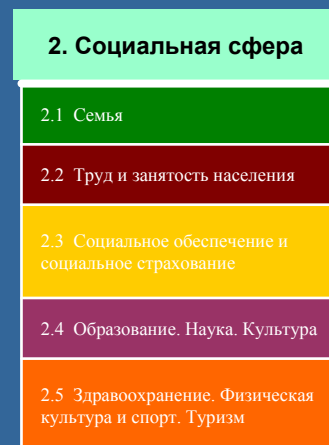 2. Социальная сфера
2.1 Семья
2.2 Труд и занятость населения
2.3 Социальное обеспечение и
социальное страхование
2.4 Образование. Наука. Культура
2.5 Здравоохранение. Физическая
культура и спорт. Туризм